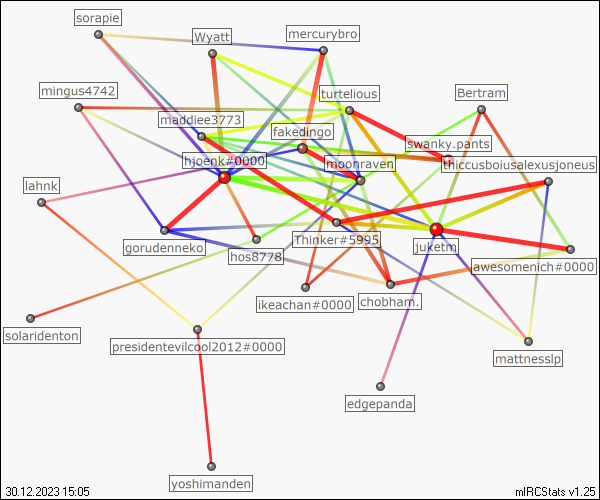 sorapie
Wyatt
mercurybro
mingus4742
turtelious
Bertram
maddiee3773
fakedingo
swanky.pants
hjoenk#0000
moonraven
thiccusboiusalexusjoneus
lahnk
gorudenneko
hos8778
Thinker#5995
juketm
awesomenich#0000
ikeachan#0000
chobham.
solaridenton
presidentevilcool2012#0000
mattnesslp
edgepanda
yoshimanden
30.12.2023 15:05
mIRCStats v1.25